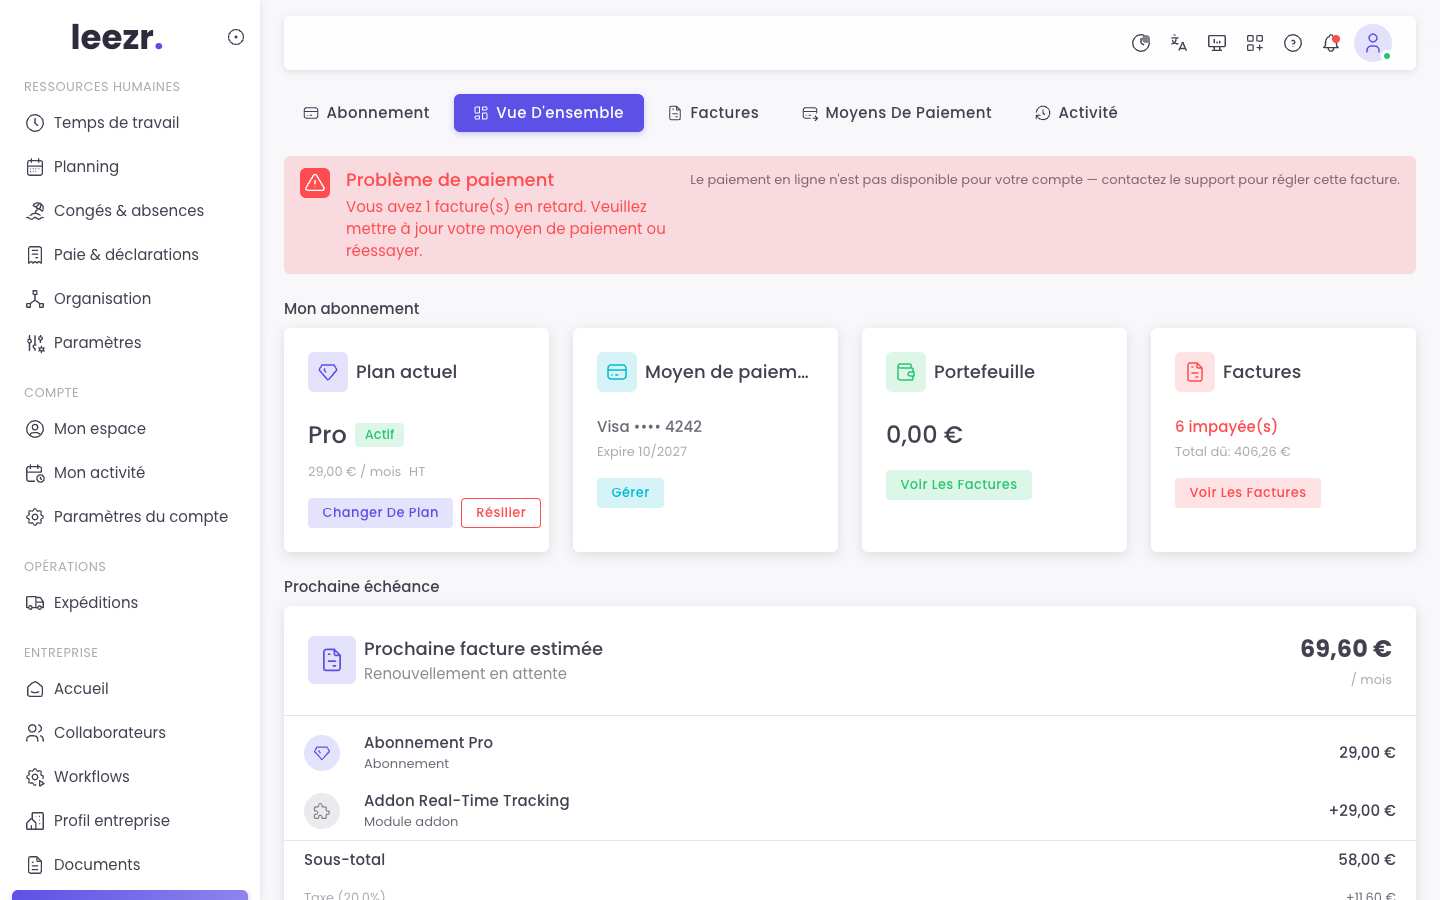 leezr.
RESSOURCES HUMAINES
Temps de travail
Planning
Congés & absences
Paie & déclarations
Organisation
Paramètres
COMPTE
Mon espace
Mon activité
Paramètres du compte
OPÉRATIONS
Expéditions
ENTREPRISE
Accueil
Collaborateurs
Workflows
Profil entreprise
Documents
Abonnement
Vue D'ensemble
Factures
Moyens De Paiement
Activité
Problème de paiement
Vous avez 1 facture(s) en retard. Veuillez
mettre à jour votre moyen de paiement ou
réessayer.
Le paiement en ligne n'est pas disponible pour votre compte — contactez le support pour régler cette facture.
Mon abonnement
Plan actuel
Pro Actif
29,00 € / mois HT
Changer De Plan Résilier
Moyen de paiem...
Visa •••• 4242
Expire 10/2027
Gérer
Portefeuille
0,00 €
Voir Les Factures
Factures
6 impayée(s)
Total dû: 406,26 €
Voir Les Factures
Prochaine échéance
Prochaine facture estimée
Renouvellement en attente
69,60 €
/ mois
Abonnement Pro
Abonnement
29,00 €
Addon Real-Time Tracking
Module addon
+29,00 €
Sous-total 58,00 €
Taxe (20.0%) +11,60 €